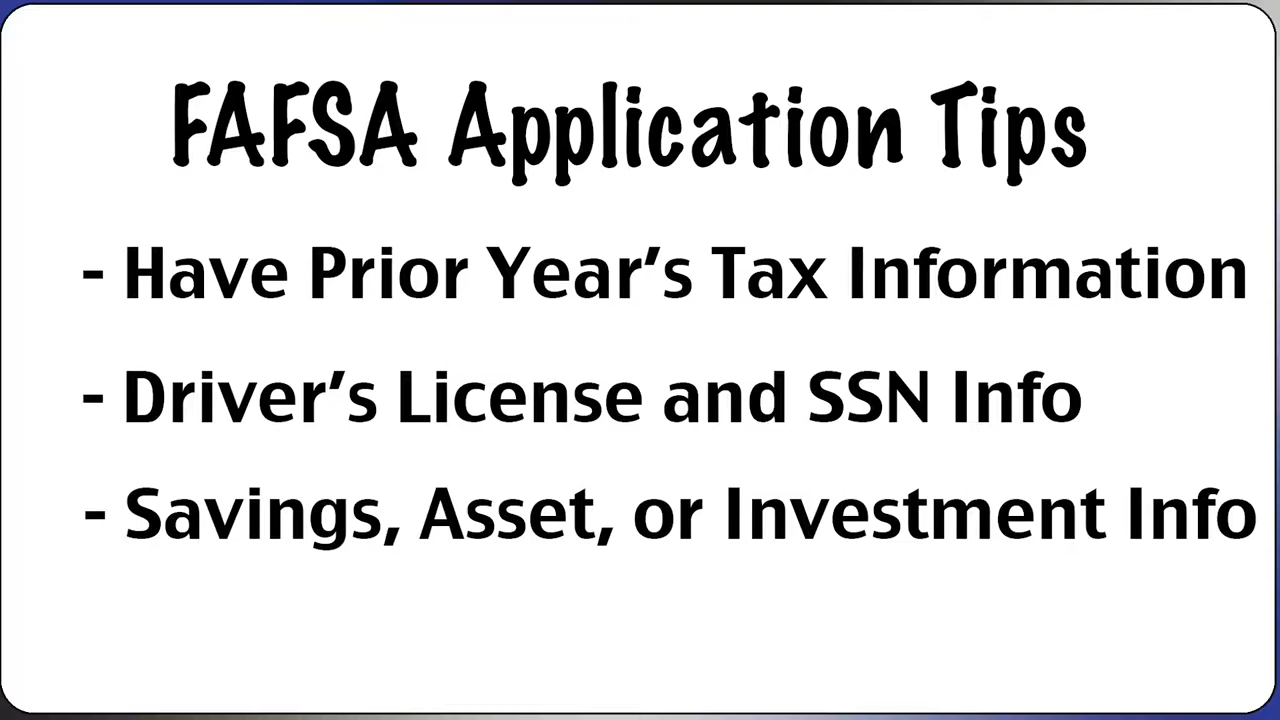 FAFSA Application Tips
- Have Prior Year’s Tax Information
- Driver’s License and SSN Info
- Savings, Asset, or Investment Info